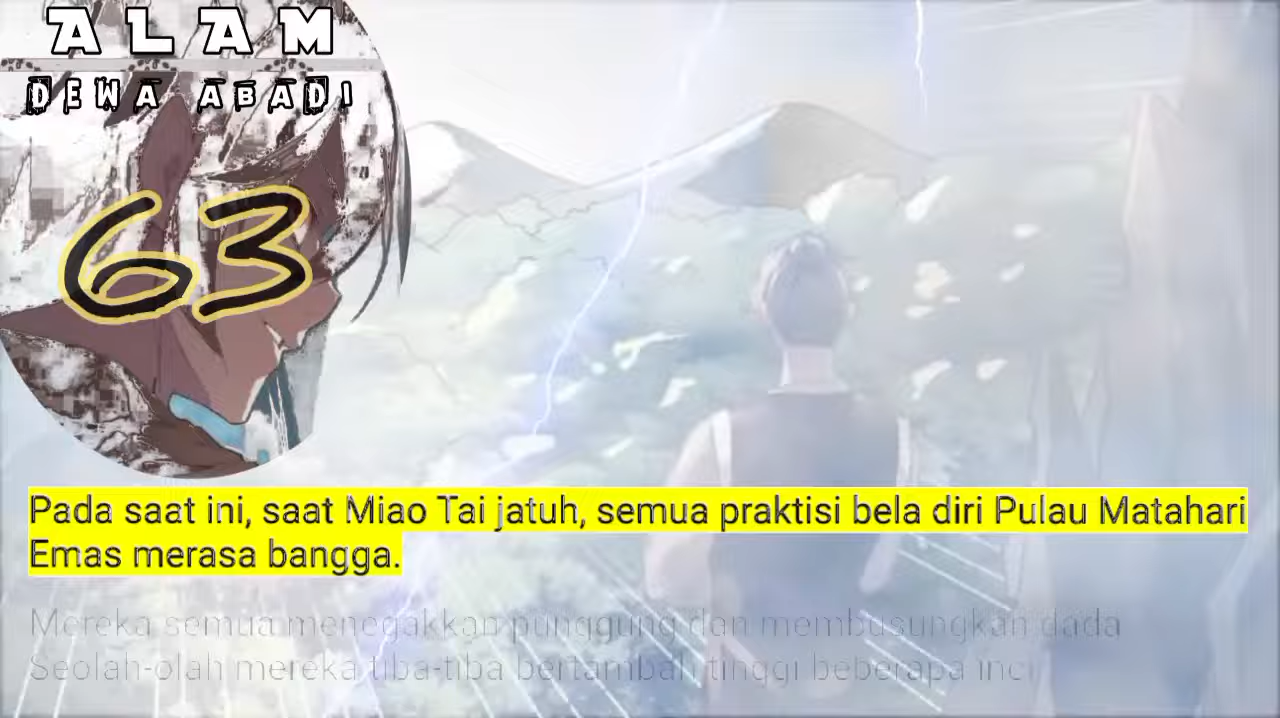 ALAM
DEWA ABADI
63
Pada saat ini, saat Miao Tai jatuh, semua praktisi bela diri Pulau Matahari
Emas merasa bangga.
Mereka semua menegakkan punggung dan membusungkan dada
Seolah-olah mereka tiba-tiba bertambah tinggi beberapa inci